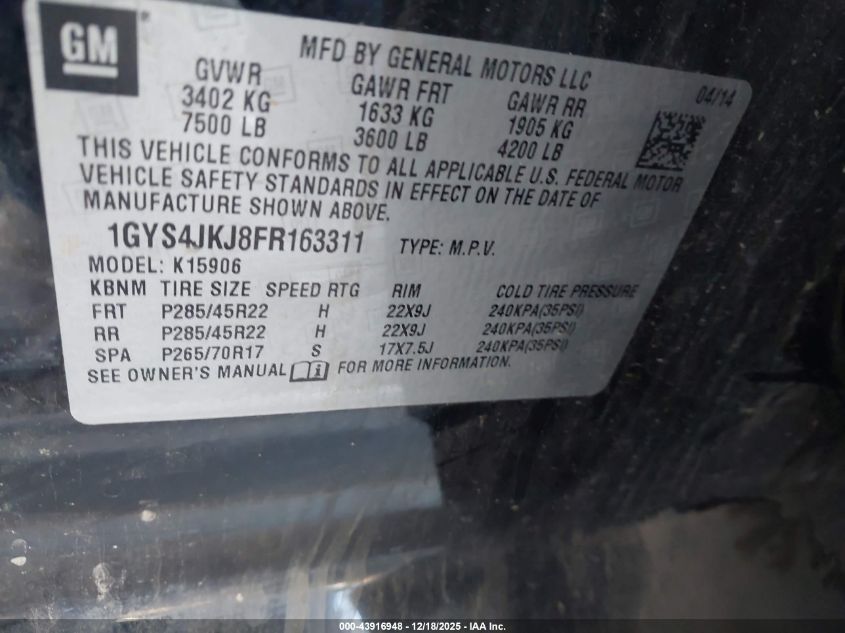 GM
MFD BY GENERAL MOTORS LLC
04/14
GVWR GAWR FRT GAWR RR
3402 KG 1633 KG 1905 KG
7500 LB 3600 LB 4200 LB
THIS VEHICLE CONFORMS TO ALL APPLICABLE U.S. FEDERAL MOTOR
VEHICLE SAFETY STANDARDS IN EFFECT ON THE DATE OF
MANUFACTURE SHOWN ABOVE.
1GYS4JKJ8FR163311 TYPE: M.P.V.
MODEL: K15906
KBNM TIRE SIZE SPEED RTG RIM COLD TIRE PRESSURE
FRT P285/45R22 H 22X9J 240KPA(35PSI)
RR P285/45R22 H 22X9J 240KPA(35PSI)
SPA P265/70R17 S 17X7.5J 240KPA(35PSI)
SEE OWNER'S MANUAL i FOR MORE INFORMATION.
000-43916948 - 12/18/2025 - IAA Inc.